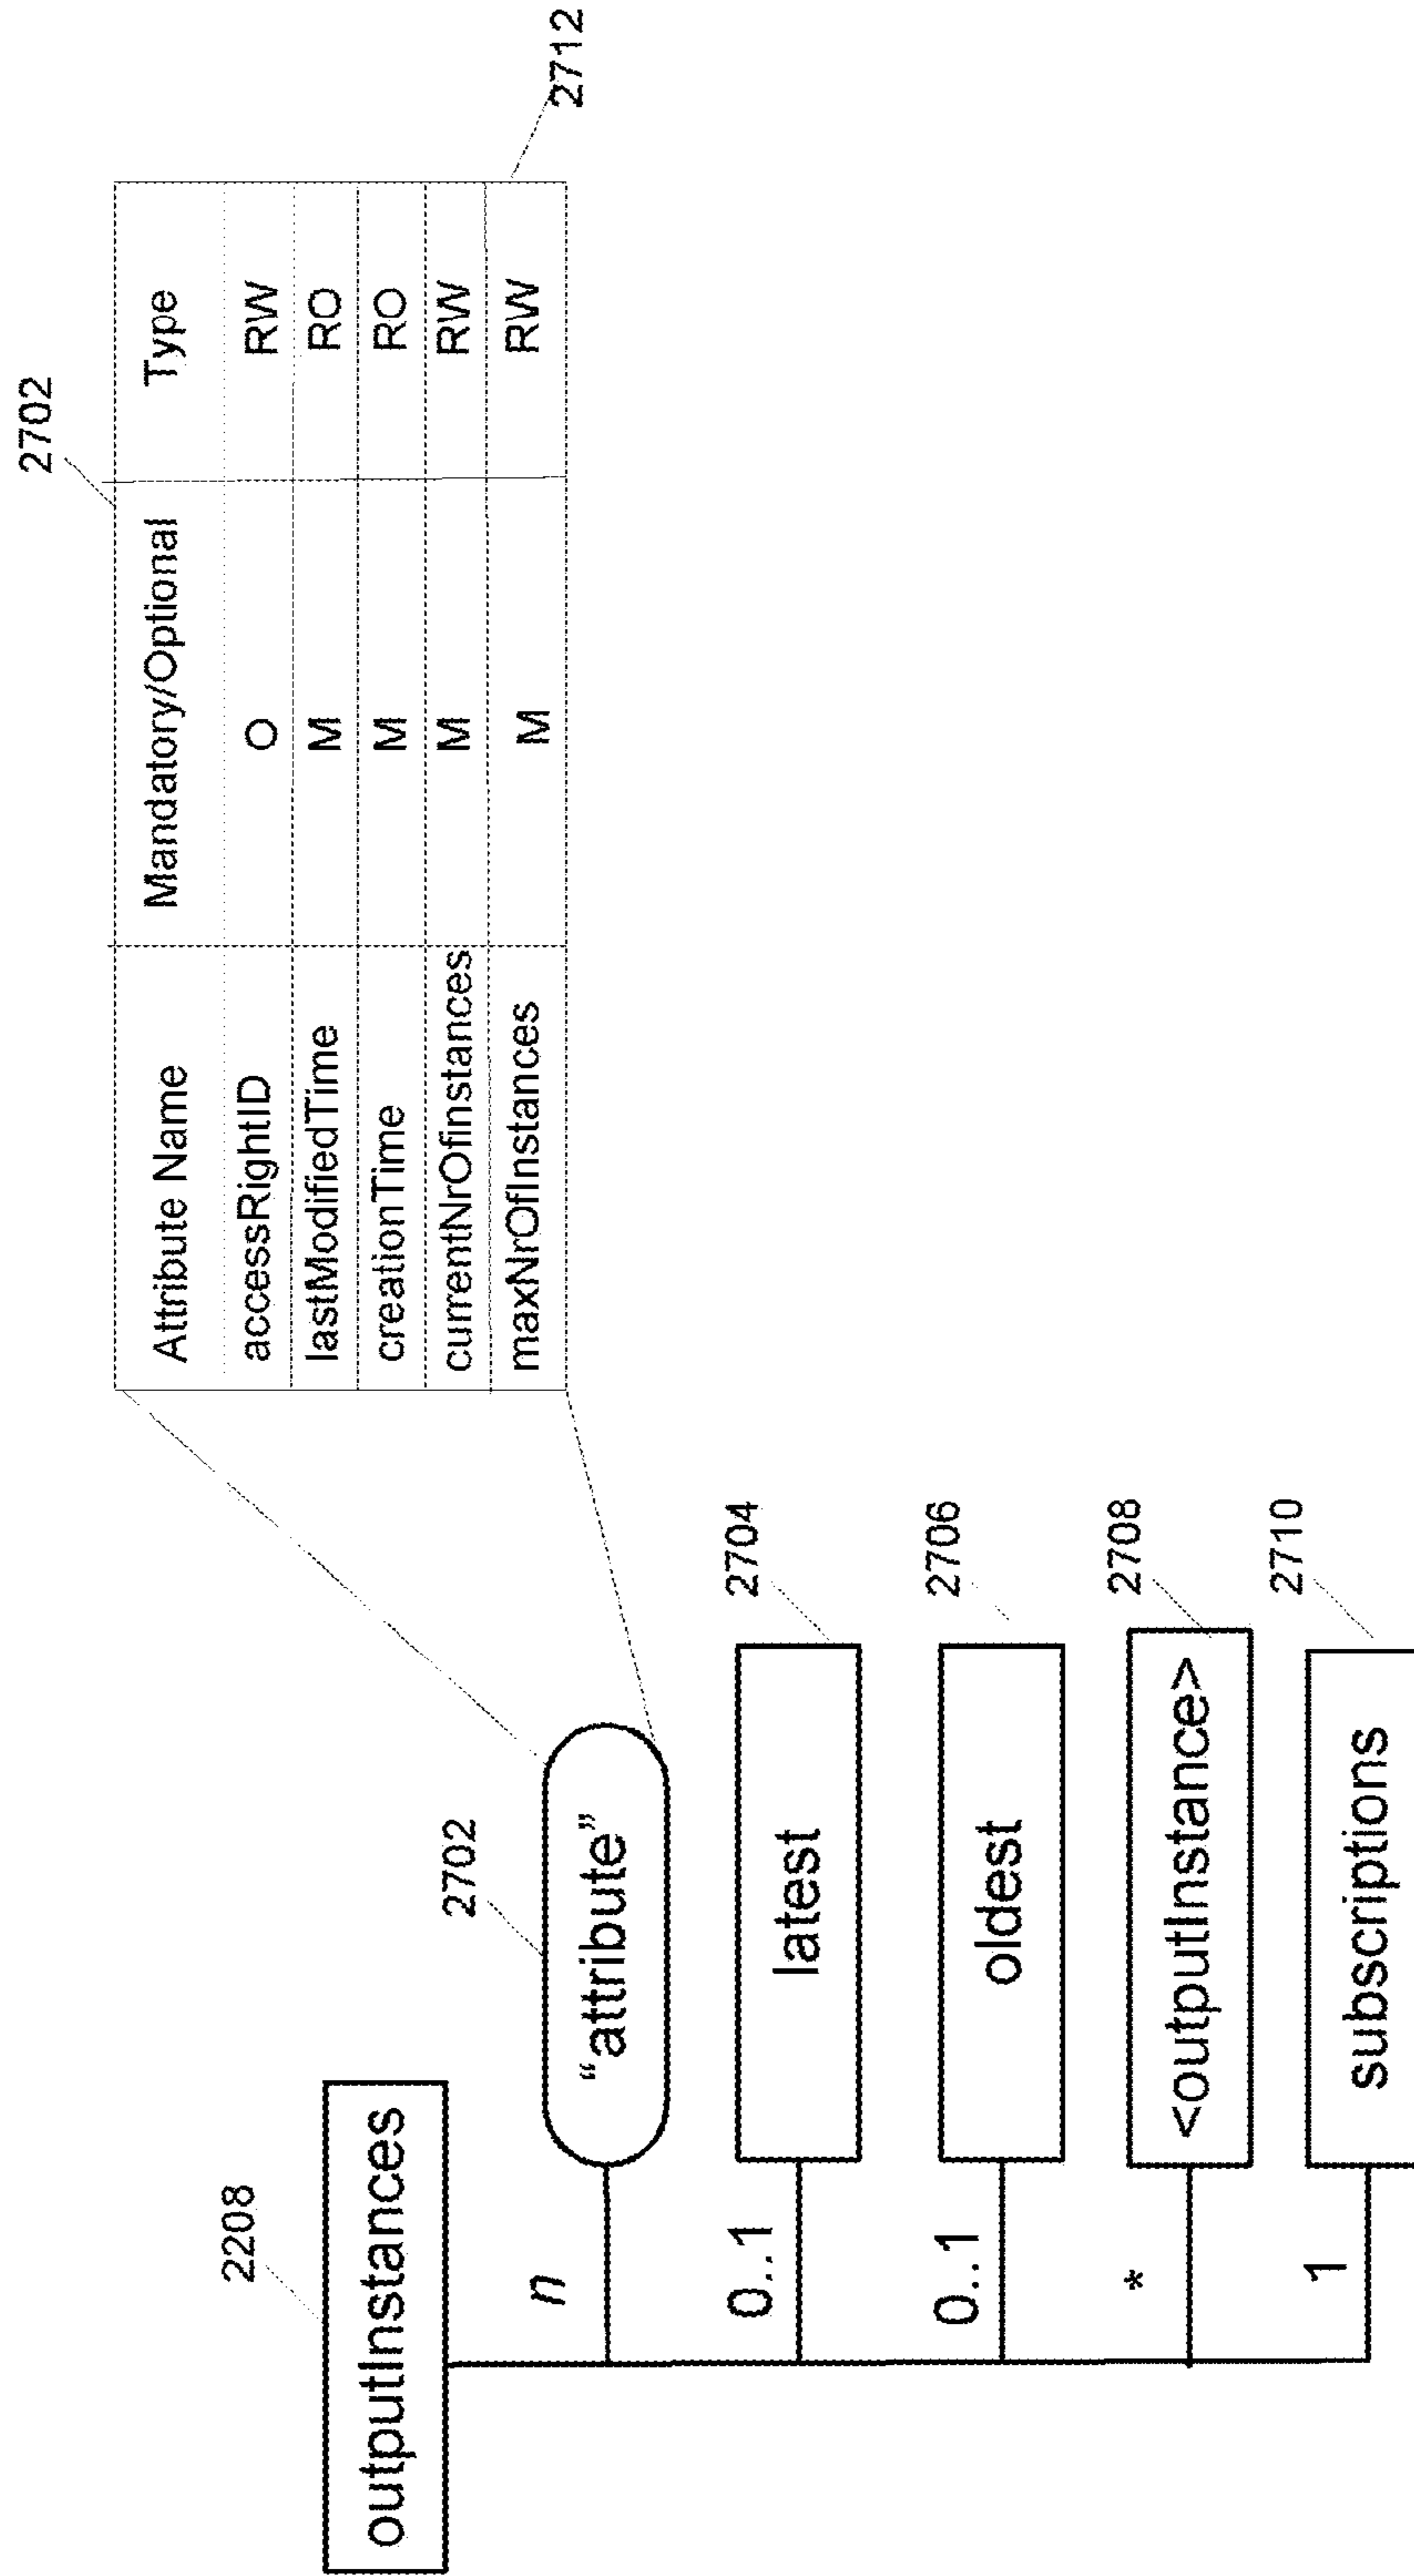 2702
Attribute Name Mandatory/Optional Type
accessRightID O RW
lastModifiedTime M RO
creationTime M RO
currentNrOfinstances M RW
maxNrOfInstances M RW
2712
2208
outputInstances
2702
n “attribute”
2704
0..1 latest
2706
0..1 oldest
2708
* <outputInstance>
2710
1 subscriptions